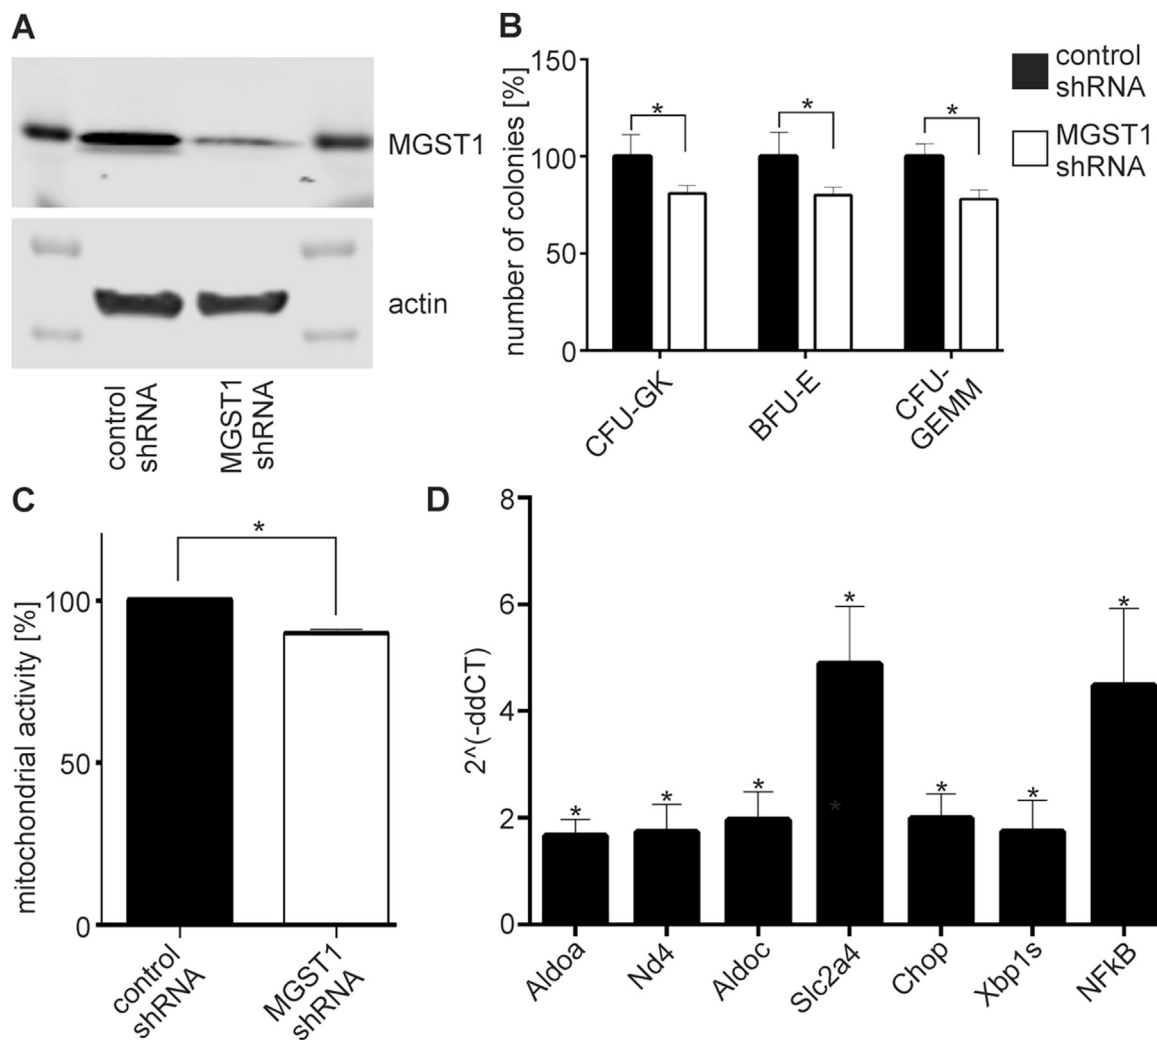 A
MGST1
actin
control
shRNA
MGST1
shRNA
B
number of colonies [%]
150
100
50
0
*
*
*
CFU-GK
BFU-E
CFU-
GEMM
control
shRNA
MGST1
shRNA
C
mitochondrial activity [%]
100
50
0
*
control
shRNA
MGST1
shRNA
D
2^(-ddCT)
8
6
4
2
0
*
*
*
*
*
*
*
*
Aldoa
Nd4
Aldoc
Slc2a4
Chop
Xbp1s
NFkB